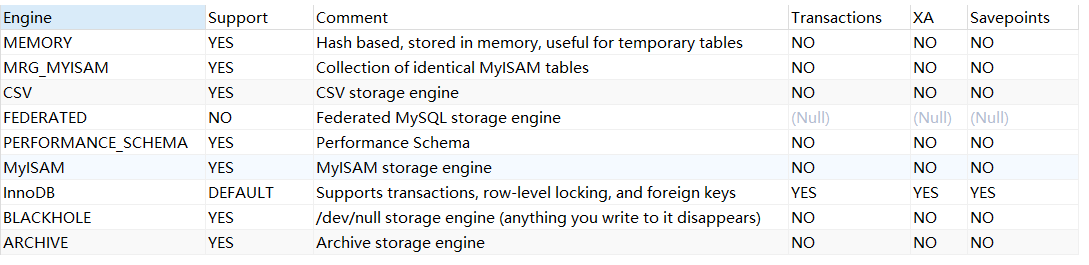 Engine Support Comment Transactions XA Savepoints
MEMORY YES Hash based, stored in memory, useful for temporary tables NO NO NO
MRG_MYISAM YES Collection of identical MyISAM tables NO NO NO
CSV YES CSV storage engine NO NO NO
FEDERATED NO Federated MySQL storage engine (Null) (Null) (Null)
PERFORMANCE_SCHEMA YES Performance Schema NO NO NO
MyISAM YES MyISAM storage engine NO NO NO
InnoDB DEFAULT Supports transactions, row-level locking, and foreign keys YES YES YES
BLACKHOLE YES /dev/null storage engine (anything you write to it disappears) NO NO NO
ARCHIVE YES Archive storage engine NO NO NO